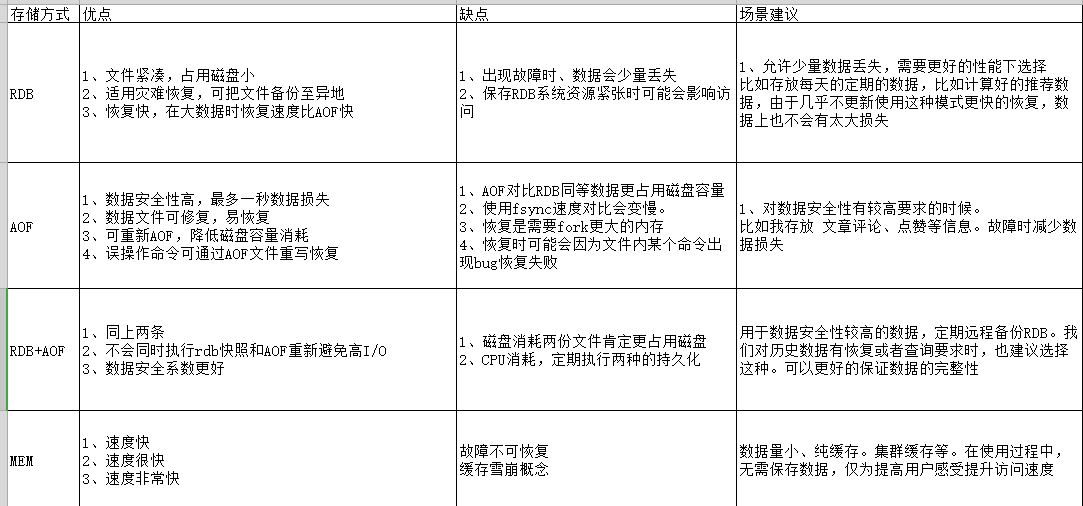 存储方式 优点 缺点 场景建议
RDB
1、文件紧凑，占用磁盘小
2、适用灾难恢复，可把文件备份至异地
3、恢复快，在大数据时恢复速度比AOF快
1、出现故障时、数据会少量丢失
2、保存RDB系统资源紧张时可能会影响访
问
1、允许少量数据丢失，需要更好的性能下选择
比如存放每天的定期的数据，比如计算好的推荐数
据，由于几乎不更新使用这种模式更快的恢复，数
据上也不会有太大损失
AOF
1、数据安全性高，最多一秒数据损失
2、数据文件可修复，易恢复
3、可重新AOF，降低磁盘容量消耗
4、误操作命令可通过AOF文件重写恢复
1、AOF对比RDB同等数据更占用磁盘容量
2、使用fsync速度对比会变慢。
3、恢复是需要fork更大的内存
4、恢复时可能会因为文件内某个命令出
现bug恢复失败
1、对数据安全性有较高要求的时候。
比如我存放 文章评论、点赞等信息。故障时减少数
据损失
RDB+AOF
1、同上两条
2、不会同时执行rdb快照和AOF重新避免高I/O
3、数据安全系数更好
1、磁盘消耗两份文件肯定更占用磁盘
2、CPU消耗，定期执行两种的持久化
用于数据安全性较高的数据，定期远程备份RDB。我
们对历史数据有恢复或者查询要求时，也建议选择
这种。可以更好的保证数据的完整性
MEM
1、速度快
2、速度很快
3、速度非常快
故障不可恢复
缓存雪崩概念
数据量小、纯缓存。集群缓存等。在使用过程中，
无需保存数据，仅为提高用户感受提升访问速度